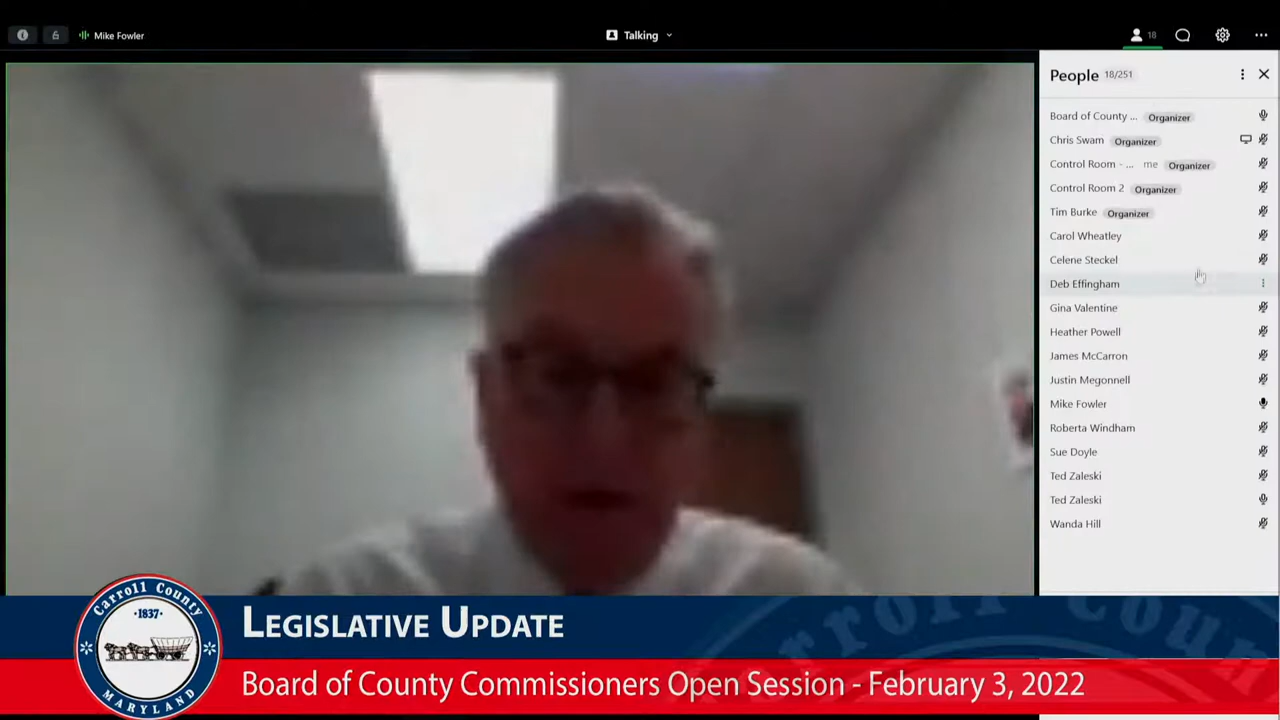 Mike Fowler
Talking
18
People 18/251
Board of County ... Organizer
Chris Swam Organizer
Control Room - ... me Organizer
Control Room 2 Organizer
Tim Burke Organizer
Carol Wheatley
Celene Steckel
Deb Effingham
Gina Valentine
Heather Powell
James McCarron
Justin Megonnell
Mike Fowler
Roberta Windham
Sue Doyle
Ted Zaleski
Ted Zaleski
Wanda Hill
Carroll County
·1837·
MARYLAND
LEGISLATIVE UPDATE
Board of County Commissioners Open Session - February 3, 2022
Carroll County